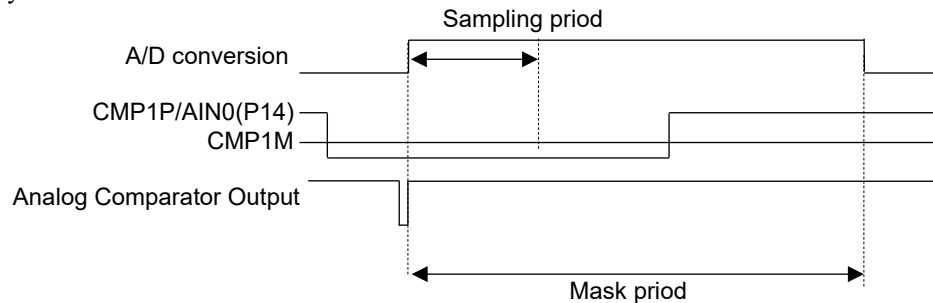 Sampling priod
A/D conversion
CMP1P/AIN0(P14)
CMP1M
Analog Comparator Output
Mask priod